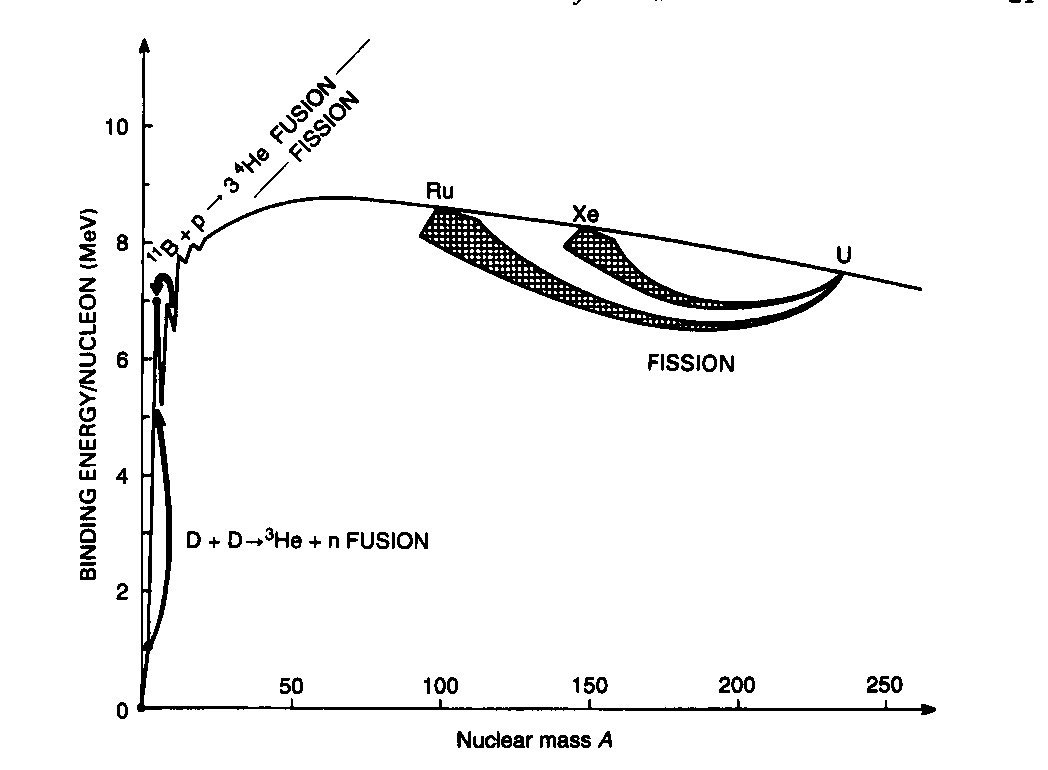 10
8
6
4
2
0
BINDING ENERGY/NUCLEON (MeV)
¹¹B + p → 3 ⁴He FUSION
FISSION
Ru
Xe
U
FISSION
D + D→³He + n FUSION
50
100
150
200
250
Nuclear mass A